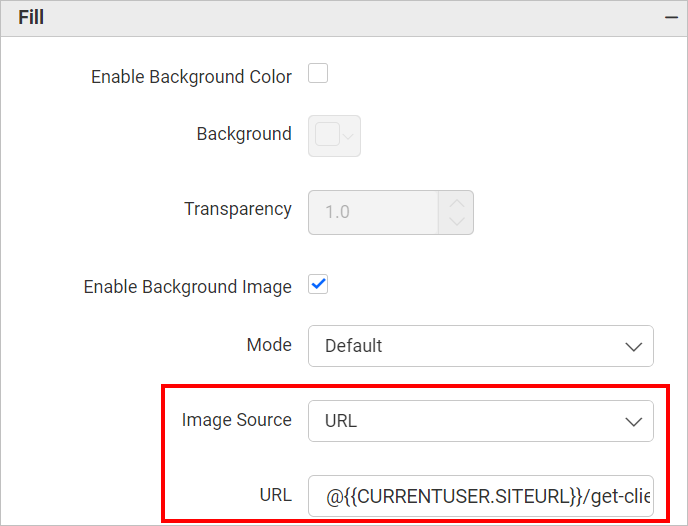 Fill
Enable Background Color
Background
Transparency 1.0
Enable Background Image
Mode Default
Image Source URL
URL @{{CURRENTUSER.SITEURL}}/get-clie